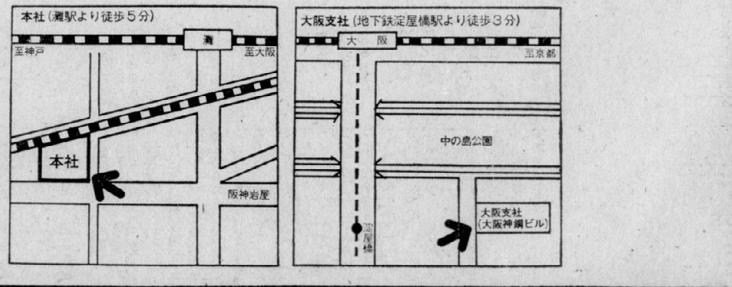 本社(灘駅より徒歩5分)
灘
至神戸
至大阪
本社
阪神岩屋
大阪支社(地下鉄淀屋橋駅より徒歩3分)
大阪
至京都
中の島公園
淀屋橋
大阪支社
(大阪神鋼ビル)